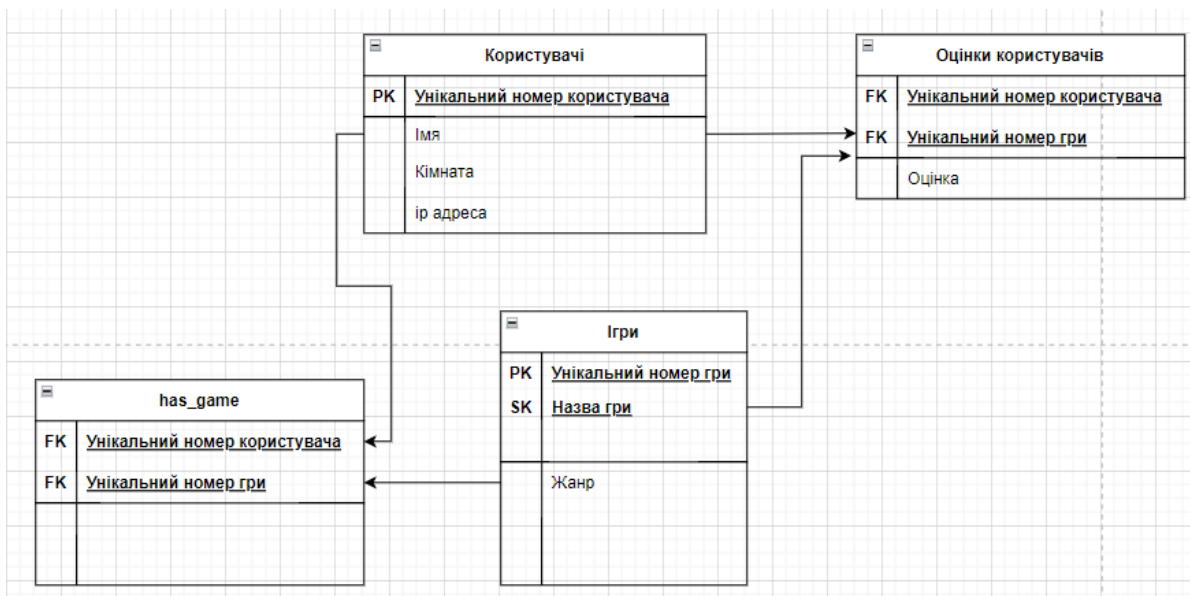 Користувачі
PK Унікальний номер користувача
Імя
Кімната
ір адреса
Оцінки користувачів
FK Унікальний номер користувача
FK Унікальний номер гри
Оцінка
Ігри
PK Унікальний номер гри
SK Назва гри
Жанр
has_game
FK Унікальний номер користувача
FK Унікальний номер гри